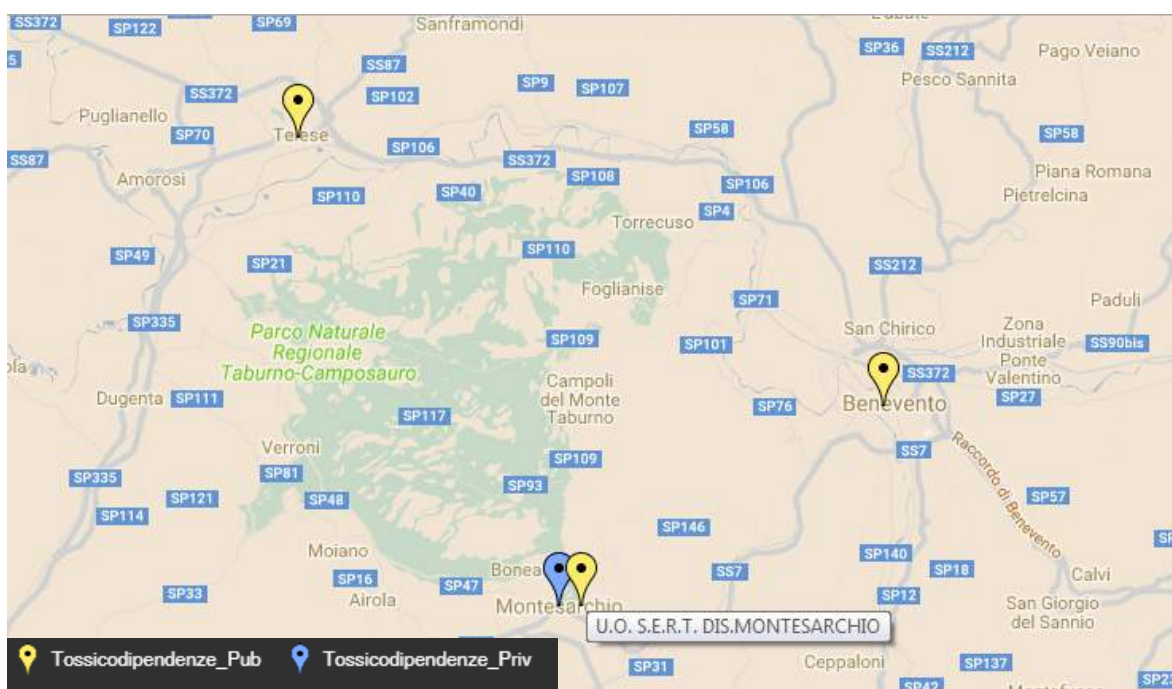 SS372
SP122
SP69
Sanframondi
SP36
SS212
Pago Veiano
SS87
Pesco Sannita
SS372
SP102
SP9
SP107
Puglianello
SP70
Telese
SP58
SP58
SS87
SP106
SS372
Amorosi
SP110
SP40
SP108
SP106
Piana Romana
Pietrelcina
Torrecuso
SP4
SP49
SP21
SP110
SS212
Foglianise
SP71
Paduli
SP335
Parco Naturale
Regionale
Taburno-Camposauro
SP109
SP101
San Chirico
Zona
Industriale
Ponte
Valentino
SS90bis
SS372
Dugenta
SP111
Campoli
del Monte
Taburno
SP117
SP76
Benevento
SP27
Verroni
SS7
SP335
SP81
SP109
Raccordo di Benevento
SP121
SP48
SP93
SP57
SP114
SP146
Moiano
SP140
Bonea
SP16
SP47
SS7
SP18
Calvi
SP33
Airola
Montesarchio
SP12
San Giorgio
del Sannio
U.O. S.E.R.T. DIS.MONTESARCHIO
Tossicodipendenze_Pub
Tossicodipendenze_Priv
SP31
Ceppaloni
SP137
SP42